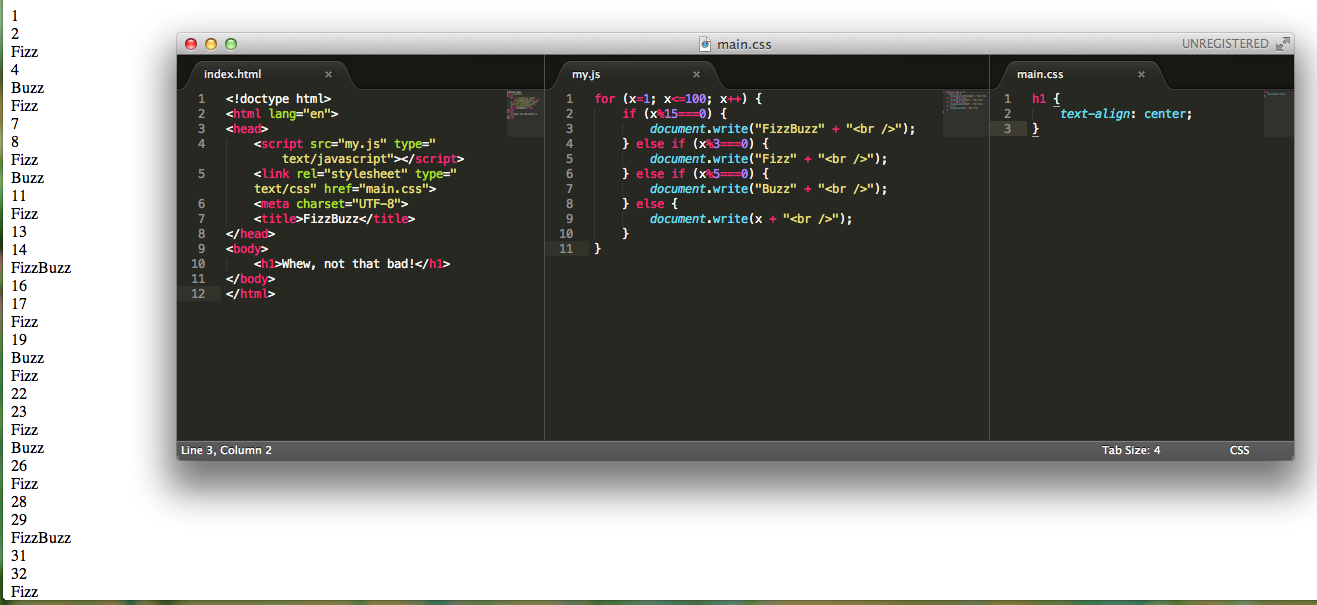 1
2
Fizz
4
Buzz
Fizz
7
8
Fizz
Buzz
11
Fizz
13
14
FizzBuzz
16
17
Fizz
19
Buzz
Fizz
22
23
Fizz
Buzz
26
Fizz
28
29
FizzBuzz
31
32
Fizz
main.css
UNREGISTERED
index.html
1 <!doctype html>
2 <html lang="en">
3 <head>
4 <script src="my.js" type="
text/javascript"></script>
5 <link rel="stylesheet" type="
text/css" href="main.css">
6 <meta charset="UTF-8">
7 <title>FizzBuzz</title>
8 </head>
9 <body>
10 <h1>Whew, not that bad!</h1>
11 </body>
12 </html>
my.js
1 for (x=1; x<=100; x++) {
2 if (x%15===0) {
3 document.write("FizzBuzz" + "<br />");
4 } else if (x%3===0) {
5 document.write("Fizz" + "<br />");
6 } else if (x%5===0) {
7 document.write("Buzz" + "<br />");
8 } else {
9 document.write(x + "<br />");
10 }
11 }
main.css
1 h1 {
2 text-align: center;
3 }
Line 3, Column 2
Tab Size: 4
CSS